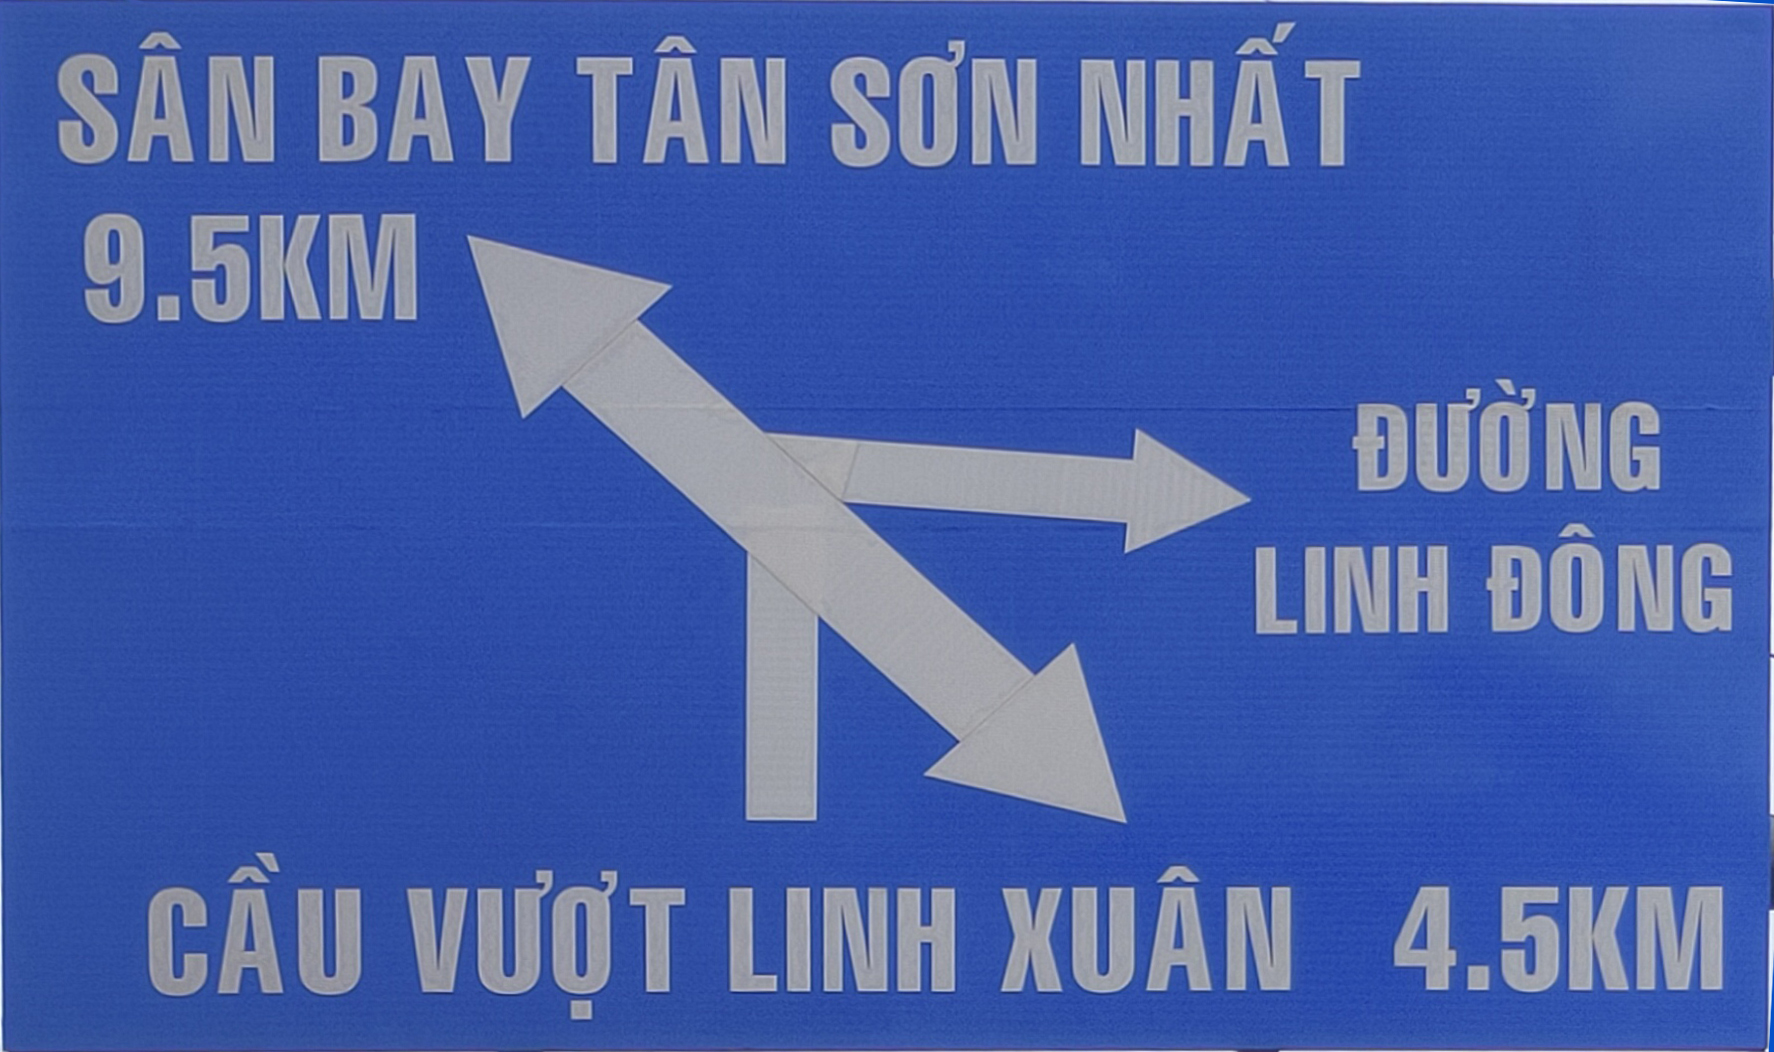 SÂN BAY TÂN SƠN NHẤT
9.5KM
ĐƯỜNG
LINH ĐÔNG
CẦU VƯỢT LINH XUÂN 4.5KM